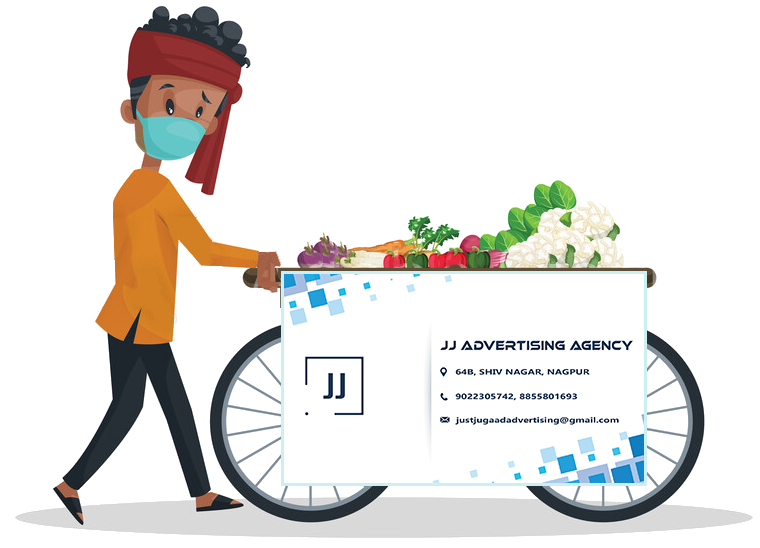 JJ
JJ ADVERTISING AGENCY
64B, SHIV NAGAR, NAGPUR
9022305742, 8855801693
justjugaadadvertising@gmail.com